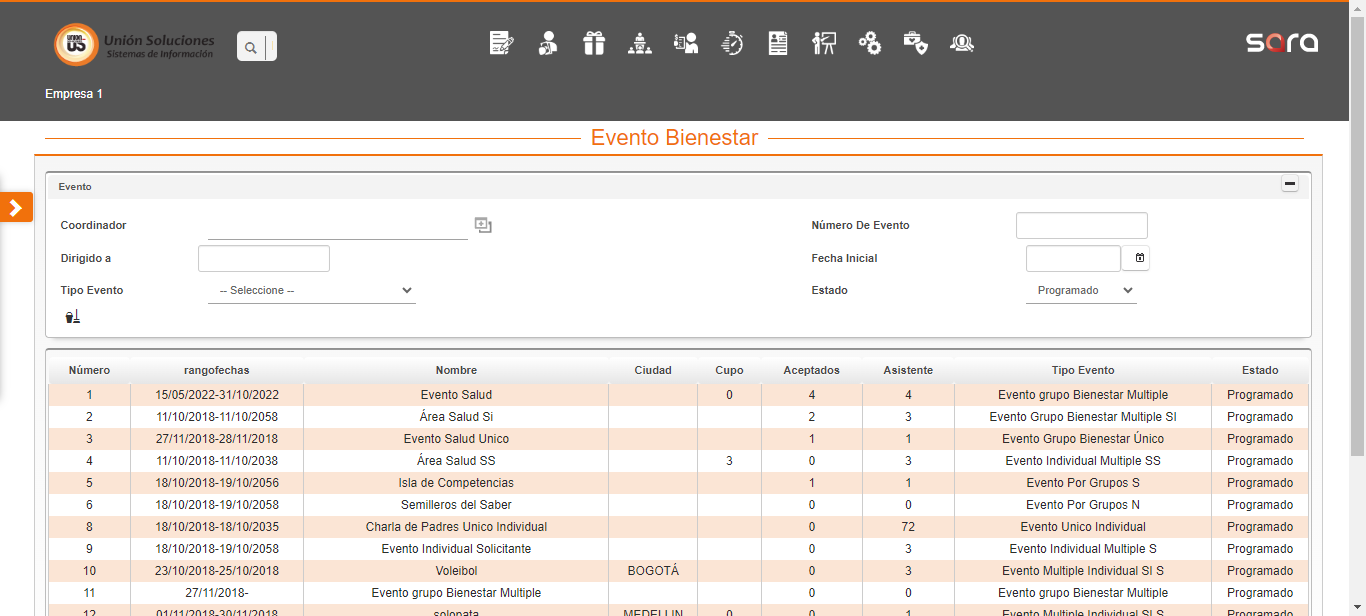 UNION
US
Unión Soluciones
Sistemas de Información
sara
Empresa 1
Evento Bienestar
Evento
Coordinador
Número De Evento
Dirigido a
Fecha Inicial
Tipo Evento -- Seleccione --
Estado Programado
Número rangofechas Nombre Ciudad Cupo Aceptados Asistente Tipo Evento Estado
1 15/05/2022-31/10/2022 Evento Salud 0 4 4 Evento grupo Bienestar Multiple Programado
2 11/10/2018-11/10/2058 Área Salud Si 2 3 Evento Grupo Bienestar Multiple SI Programado
3 27/11/2018-28/11/2018 Evento Salud Unico 1 1 Evento Grupo Bienestar Único Programado
4 11/10/2018-11/10/2038 Área Salud SS 3 0 3 Evento Individual Multiple SS Programado
5 18/10/2018-19/10/2056 Isla de Competencias 1 1 Evento Por Grupos S Programado
6 18/10/2018-19/10/2058 Semilleros del Saber 0 0 Evento Por Grupos N Programado
8 18/10/2018-18/10/2035 Charla de Padres Unico Individual 0 72 Evento Unico Individual Programado
9 18/10/2018-19/10/2058 Evento Individual Solicitante 0 3 Evento Individual Multiple S Programado
10 23/10/2018-25/10/2018 Voleibol BOGOTÁ 0 3 Evento Multiple Individual SI S Programado
11 27/11/2018- Evento grupo Bienestar Multiple 0 0 Evento grupo Bienestar Multiple Programado
12 01/11/2018-30/11/2018 solopata MEDELLIN 0 0 1 Evento Multiple Individual SI S Programado